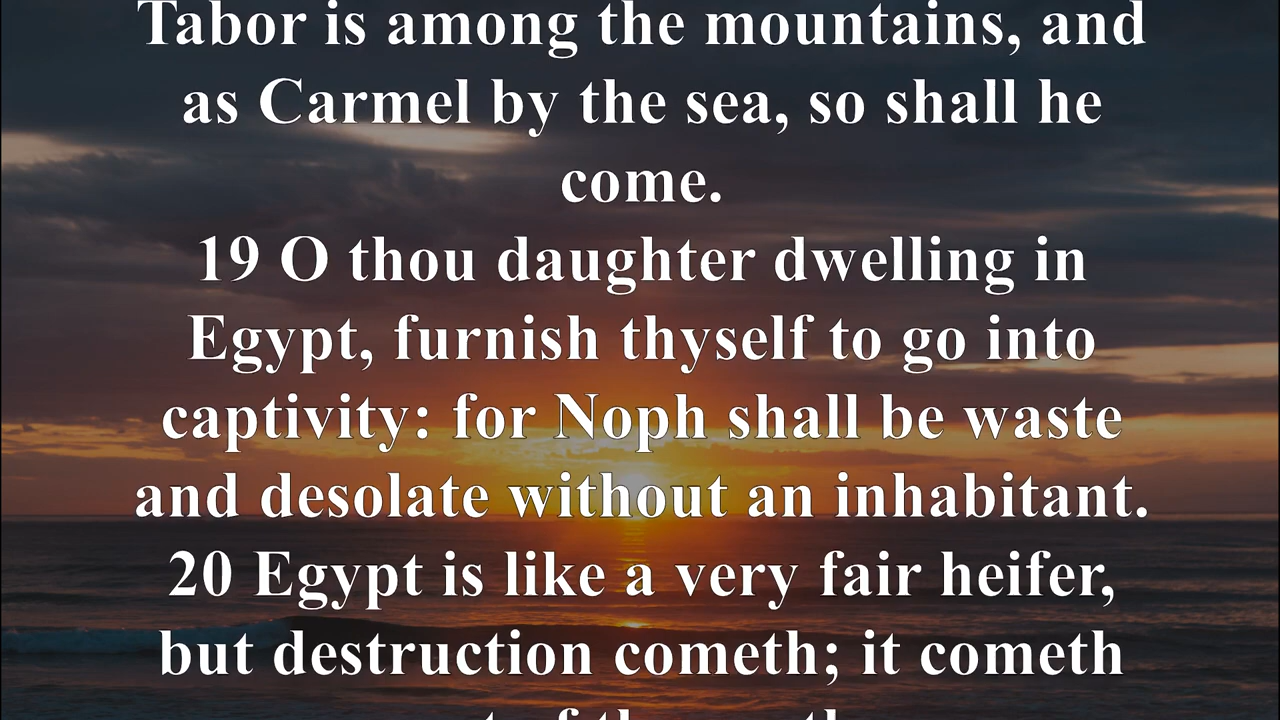 Tabor is among the mountains, and
as Carmel by the sea, so shall he
come.
19 O thou daughter dwelling in
Egypt, furnish thyself to go into
captivity: for Noph shall be waste
and desolate without an inhabitant.
20 Egypt is like a very fair heifer,
but destruction cometh; it cometh